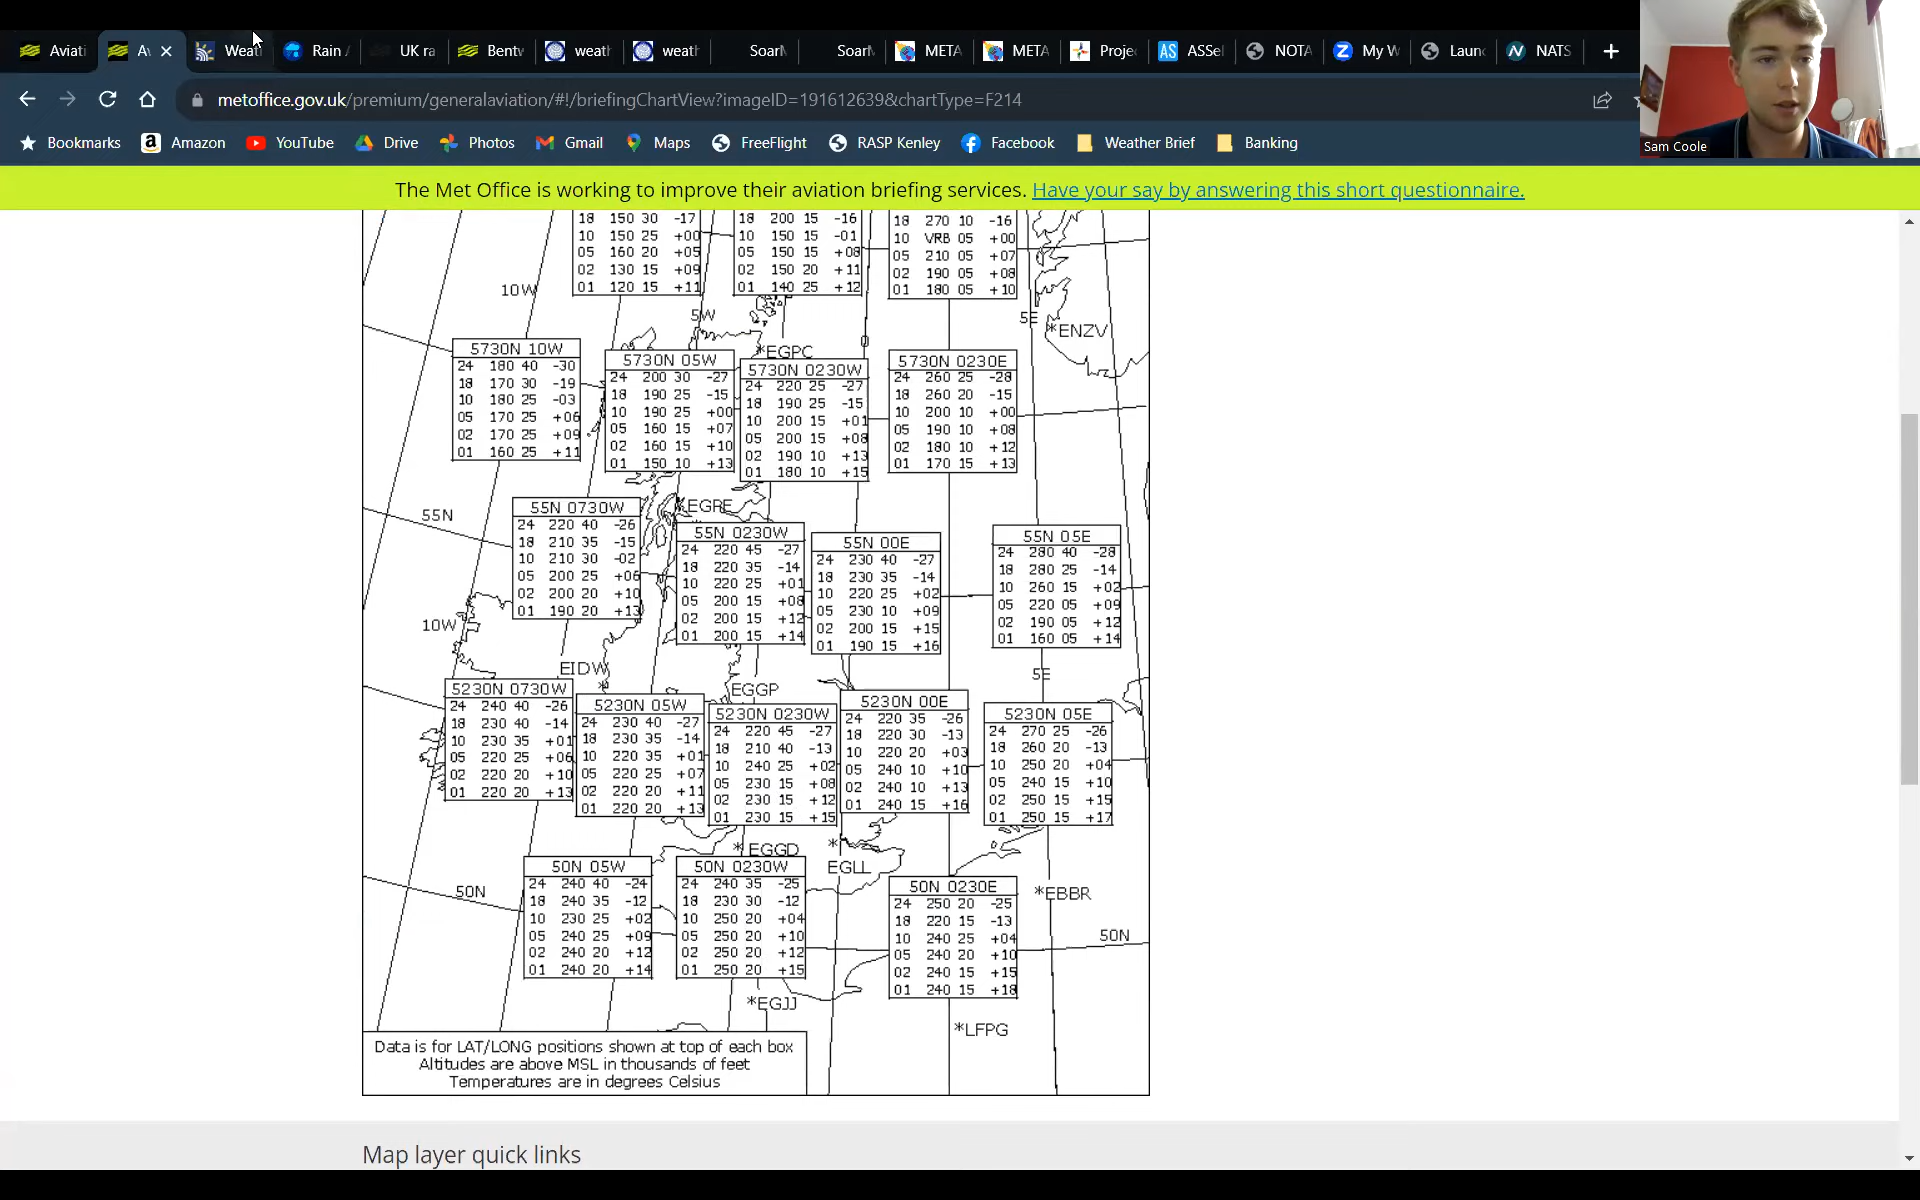 Aviati
Av
Weath
Rain /
UK ra
Bentw
weath
weath
SoarM
SoarM
META
META
Projec
ASSel
NOTA
My W
Launc
NATS
metoffice.gov.uk/premium/generalaviation/#!/briefingChartView?imageID=191612639&chartType=F214
Bookmarks Amazon YouTube Drive Photos Gmail Maps FreeFlight RASP Kenley Facebook Weather Brief Banking
Sam Coole
The Met Office is working to improve their aviation briefing services. Have your say by answering this short questionnaire.
18 150 30 -17
10 150 25 +00
05 160 20 +05
02 130 15 +09
01 120 15 +11
18 200 15 -16
10 150 15 -01
05 150 15 +08
02 150 20 +11
01 140 25 +12
18 270 10 -16
10 VRB 05 +00
05 210 05 +07
02 190 05 +08
01 180 05 +10
10W
5W
0
5E
*ENZV
*EGPC
5730N 10W
24 180 40 -30
18 170 30 -19
10 180 25 -03
05 170 25 +06
02 170 25 +09
01 160 25 +11
5730N 05W
24 200 30 -27
18 190 25 -15
10 190 25 +00
05 160 15 +07
02 160 15 +10
01 150 10 +13
5730N 0230W
24 220 25 -27
18 190 25 -15
10 200 15 +01
05 200 15 +08
02 190 10 +13
01 180 10 +15
5730N 0230E
24 260 25 -28
18 260 20 -15
10 200 10 +00
05 190 10 +08
02 180 10 +12
01 170 15 +13
55N
*EGPF
55N 0730W
24 220 40 -26
18 210 35 -15
10 210 30 -02
05 200 25 +06
02 200 20 +10
01 190 20 +13
55N 0230W
24 220 45 -27
18 220 35 -14
10 220 25 +01
05 200 15 +08
02 200 15 +12
01 200 15 +14
55N 00E
24 230 40 -27
18 230 35 -14
10 220 25 +02
05 230 10 +09
02 200 15 +15
01 190 15 +16
55N 05E
24 280 40 -28
18 280 25 -14
10 260 15 +02
05 220 05 +09
02 190 05 +12
01 160 05 +14
10W
EIDW
*
EGGP
5E
5230N 0730W
24 240 40 -26
18 230 40 -14
10 230 35 +01
05 220 25 +06
02 220 20 +10
01 220 20 +13
5230N 05W
24 230 40 -27
18 230 35 -14
10 220 35 +01
05 220 25 +07
02 220 20 +11
01 220 20 +13
5230N 0230W
24 220 45 -27
18 210 40 -13
10 240 25 +02
05 230 15 +08
02 230 15 +12
01 230 15 +15
5230N 00E
24 220 35 -26
18 220 30 -13
10 220 20 +03
05 240 10 +10
02 240 10 +13
01 240 15 +16
5230N 05E
24 270 25 -26
18 260 20 -13
10 250 20 +04
05 240 15 +10
02 250 15 +15
01 250 15 +17
* EGGD
*
EGLL
50N
50N 05W
24 240 40 -24
18 240 35 -12
10 230 25 +02
05 240 25 +09
02 240 20 +12
01 240 20 +14
50N 0230W
24 240 35 -25
18 230 30 -12
10 250 20 +04
05 250 20 +10
02 250 20 +12
01 250 20 +15
50N 0230E
24 250 20 -25
18 220 15 -13
10 240 25 +04
05 240 20 +10
02 240 15 +15
01 240 15 +18
*EBBR
50N
*EGJJ
*LFPG
Data is for LAT/LONG positions shown at top of each box
Altitudes are above MSL in thousands of feet
Temperatures are in degrees Celsius
Map layer quick links